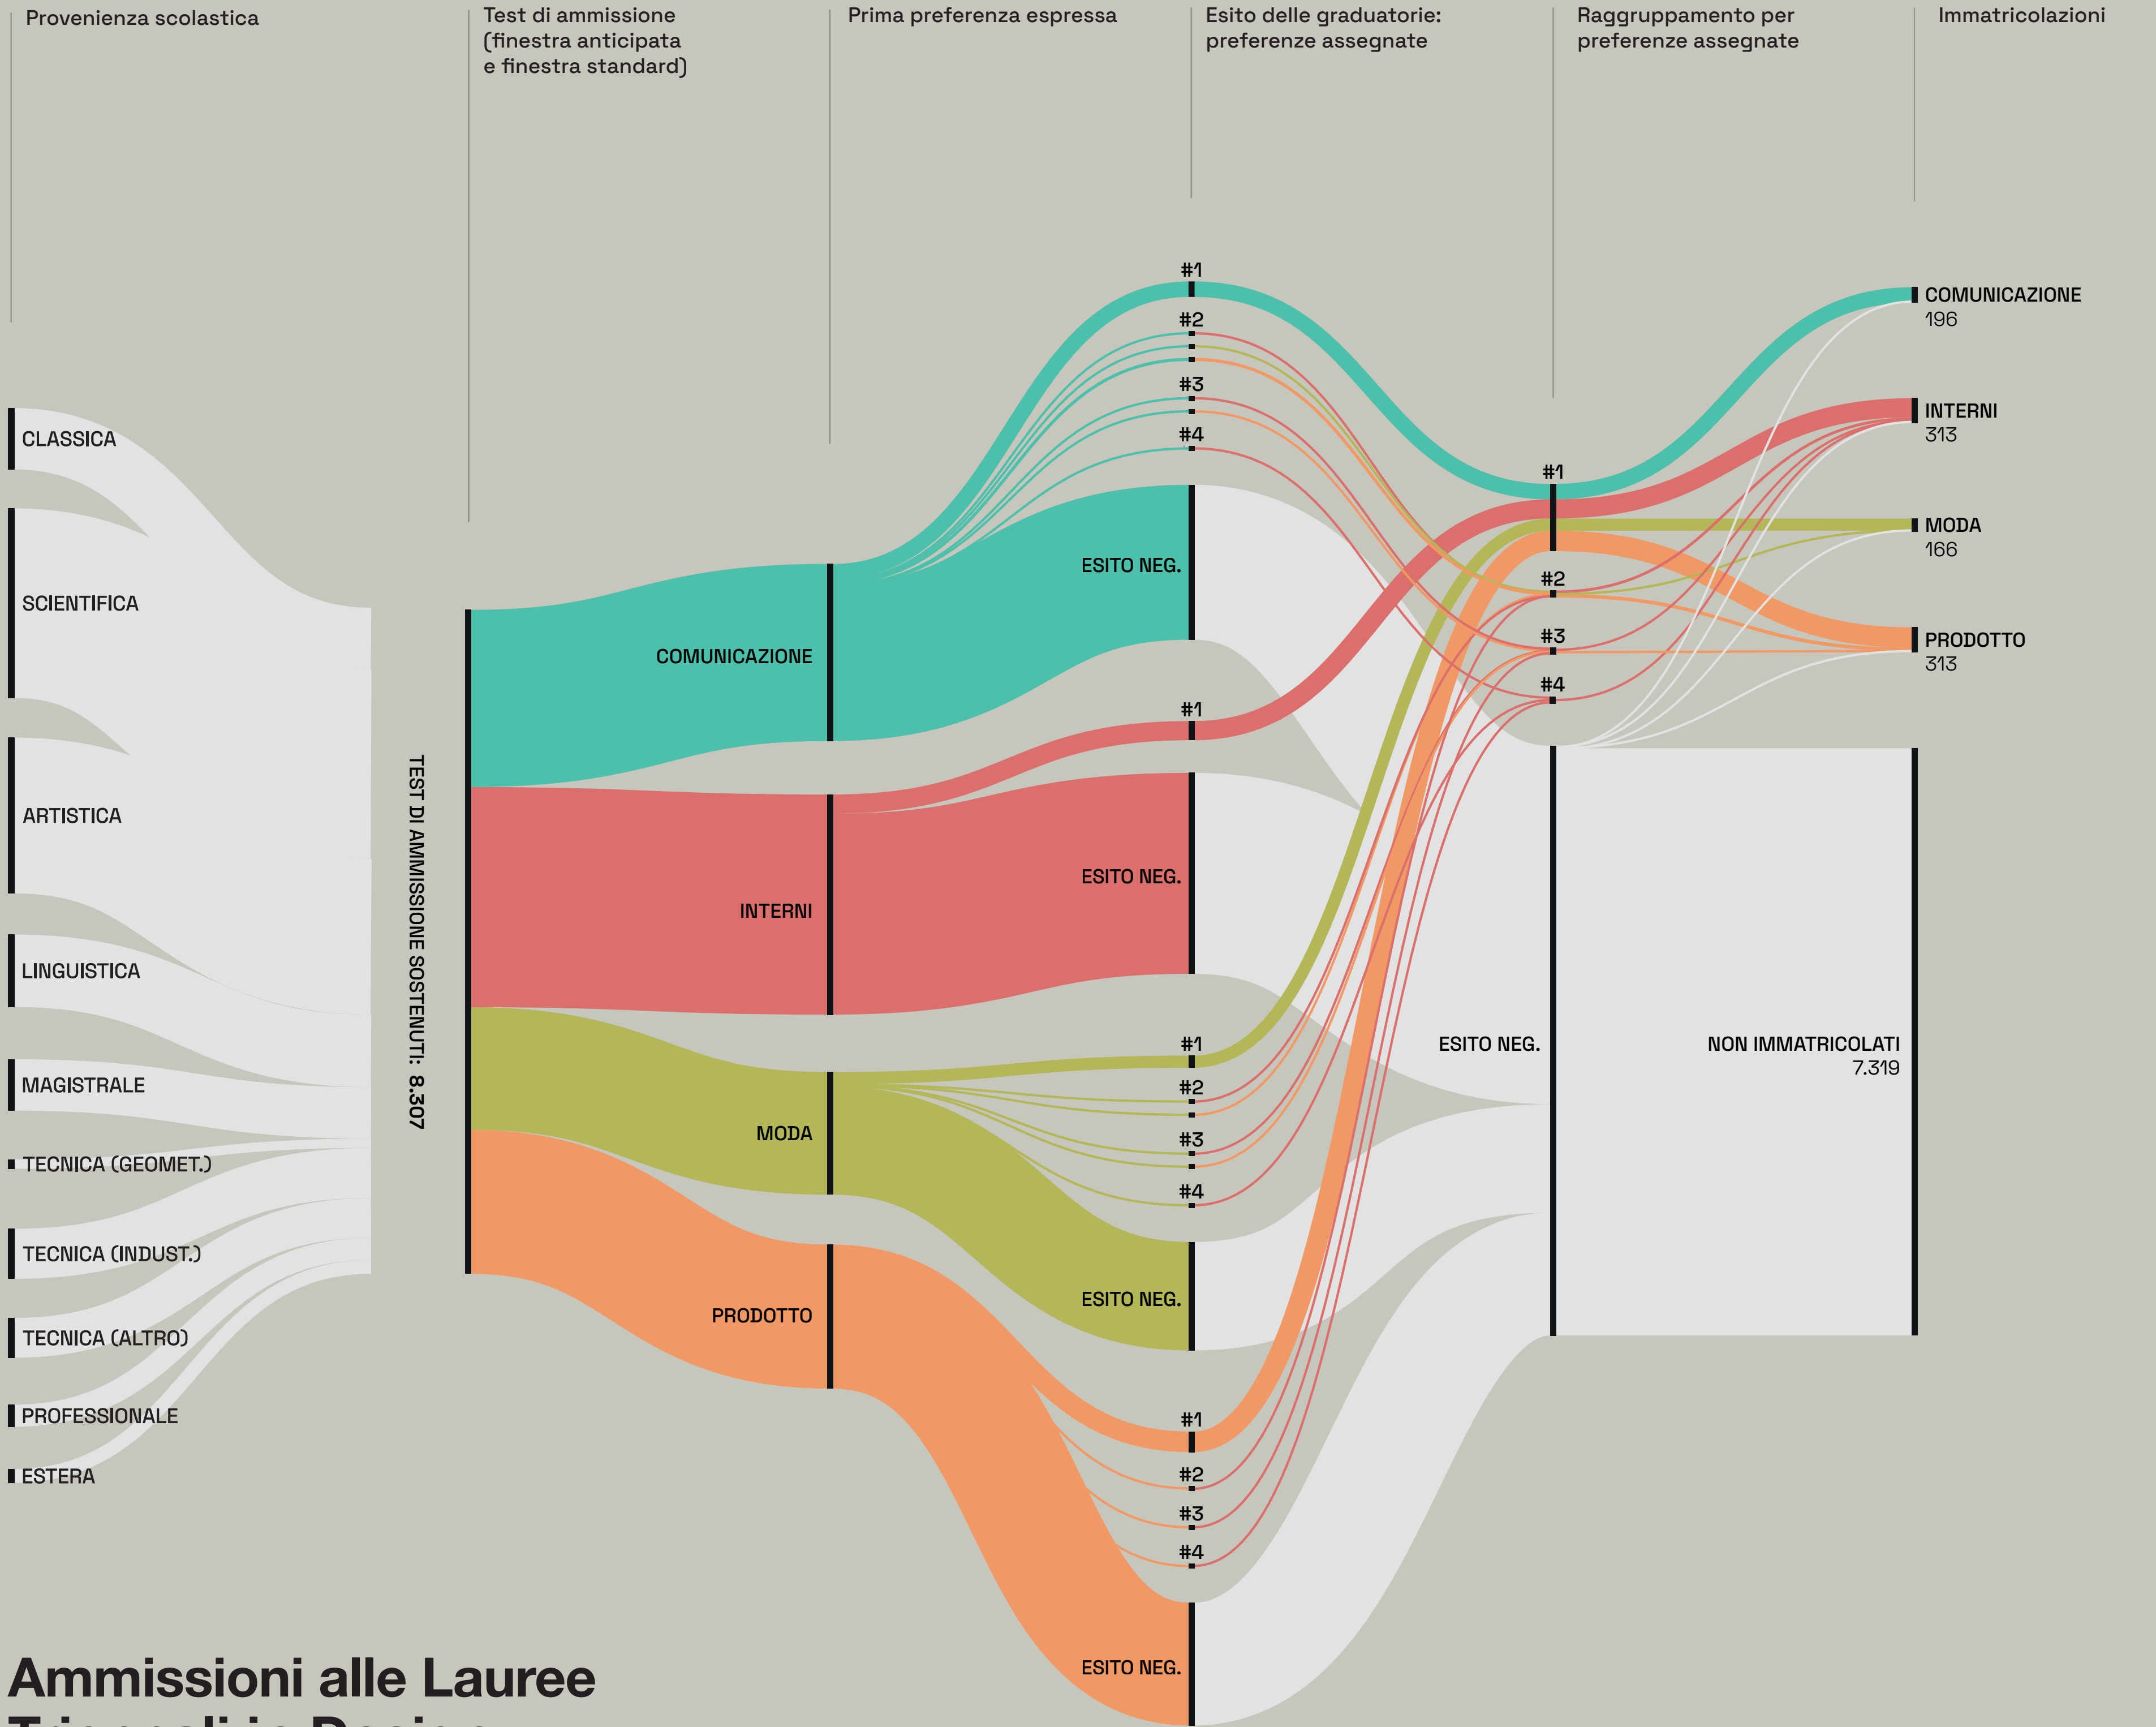 Provenienza scolastica
Test di ammissione
(finestra anticipata
e finestra standard)
Prima preferenza espressa
Esito delle graduatorie:
preferenze assegnate
Raggruppamento per
preferenze assegnate
Immatricolazioni
CLASSICA
SCIENTIFICA
ARTISTICA
LINGUISTICA
MAGISTRALE
TECNICA (GEOMET.)
TECNICA (INDUST.)
TECNICA (ALTRO)
PROFESSIONALE
ESTERA
TEST DI AMMISSIONE SOSTENUTI: 8.307
COMUNICAZIONE
INTERNI
MODA
PRODOTTO
#1
#2
#3
#4
ESITO NEG.
#1
ESITO NEG.
#1
#2
#3
#4
ESITO NEG.
#1
#2
#3
#4
ESITO NEG.
#1
#2
#3
#4
ESITO NEG.
COMUNICAZIONE
196
INTERNI
313
MODA
166
PRODOTTO
313
NON IMMATRICOLATI
7.319
Ammissioni alle Lauree
Triennali in Design